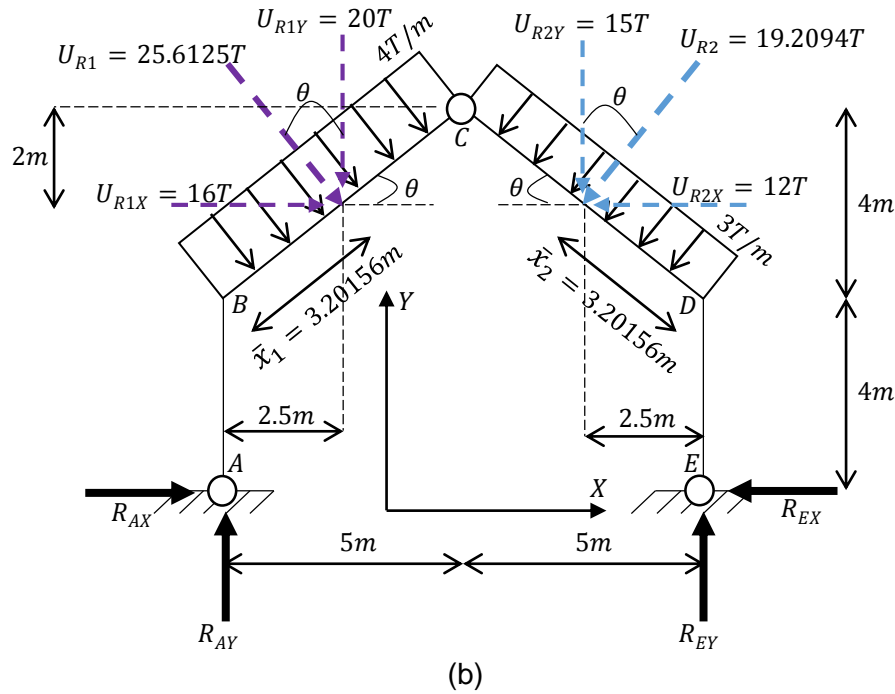 U_{R1Y} = 20T
U_{R2Y} = 15T
U_{R1} = 25.6125T
4T/m
U_{R2} = 19.2094T
θ
θ
C
2m
U_{R1X} = 16T
θ
θ
U_{R2X} = 12T
4m
3T/m
B
x̄₁ = 3.20156m
Y
x̄₂ = 3.20156m
D
4m
2.5m
2.5m
A
E
X
R_{AX}
R_{EX}
5m
5m
R_{AY}
R_{EY}
(b)